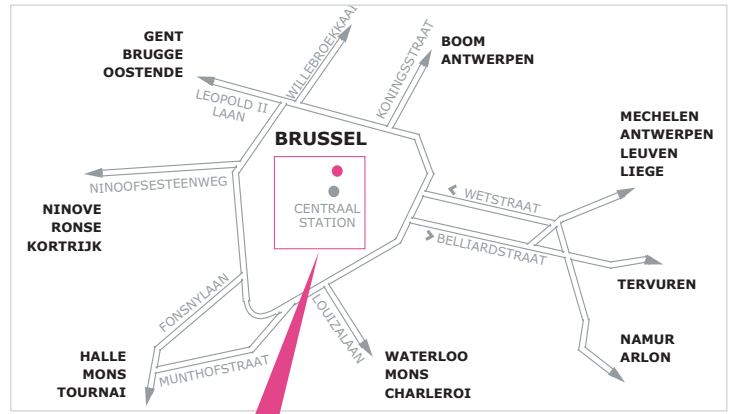 GENT
BRUGGE
OOSTENDE
WILLEBROEKKAAI
KONINGSSTRAAT
BOOM
ANTWERPEN
LEOPOLD II
LAAN
MECHELEN
ANTWERPEN
LEUVEN
LIEGE
BRUSSEL
NINOOFSESTEENWEG
CENTRAAL
STATION
WETSTRAAT
BELLIARDSTRAAT
NINOVE
RONSE
KORTRIJK
TERVUREN
FONSNYLAAN
LOUIZALAAN
NAMUR
ARLON
HALLE
MONS
TOURNAI
MUNTHOFSTRAAT
WATERLOO
MONS
CHARLEROI